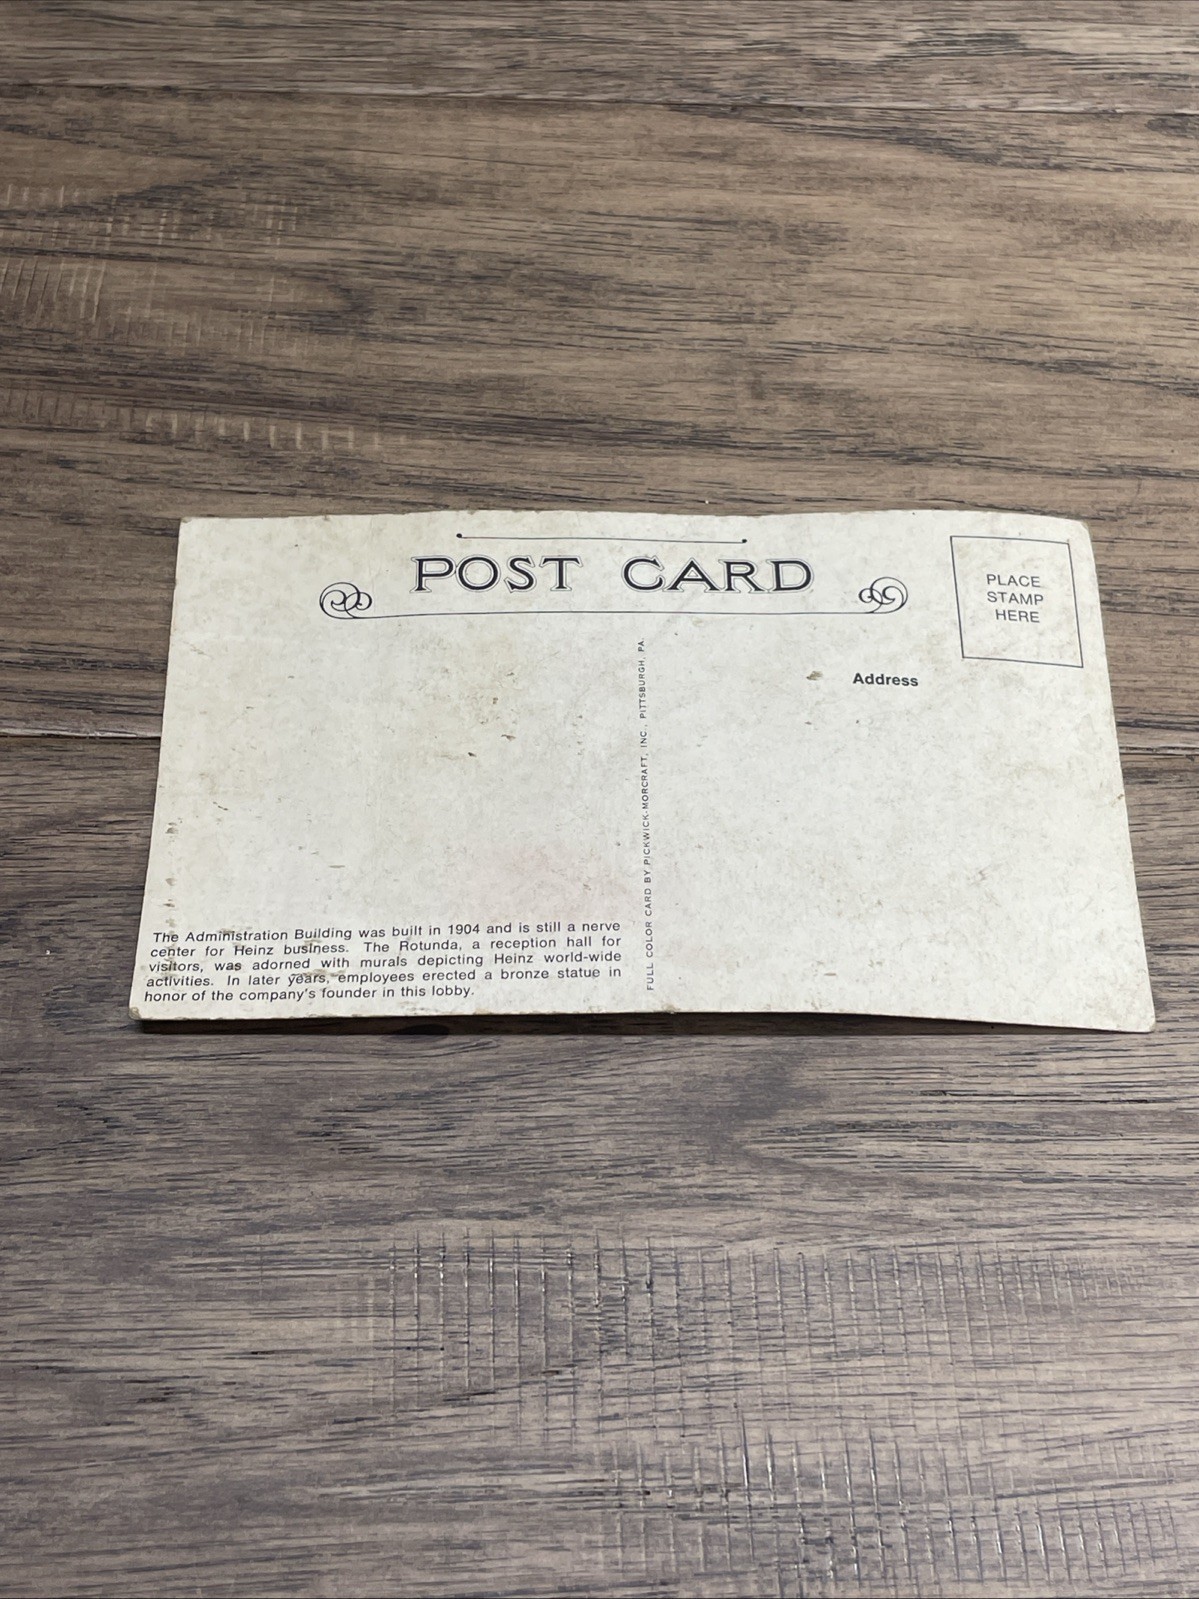 POST CARD
PLACE
STAMP
HERE
Address
FULL COLOR CARD BY PICKWICK-MORCRAFT, INC., PITTSBURGH, PA.
The Administration Building was built in 1904 and is still a nerve
center for Heinz business. The Rotunda, a reception hall for
visitors, was adorned with murals depicting Heinz world-wide
activities. In later years, employees erected a bronze statue in
honor of the company's founder in this lobby.